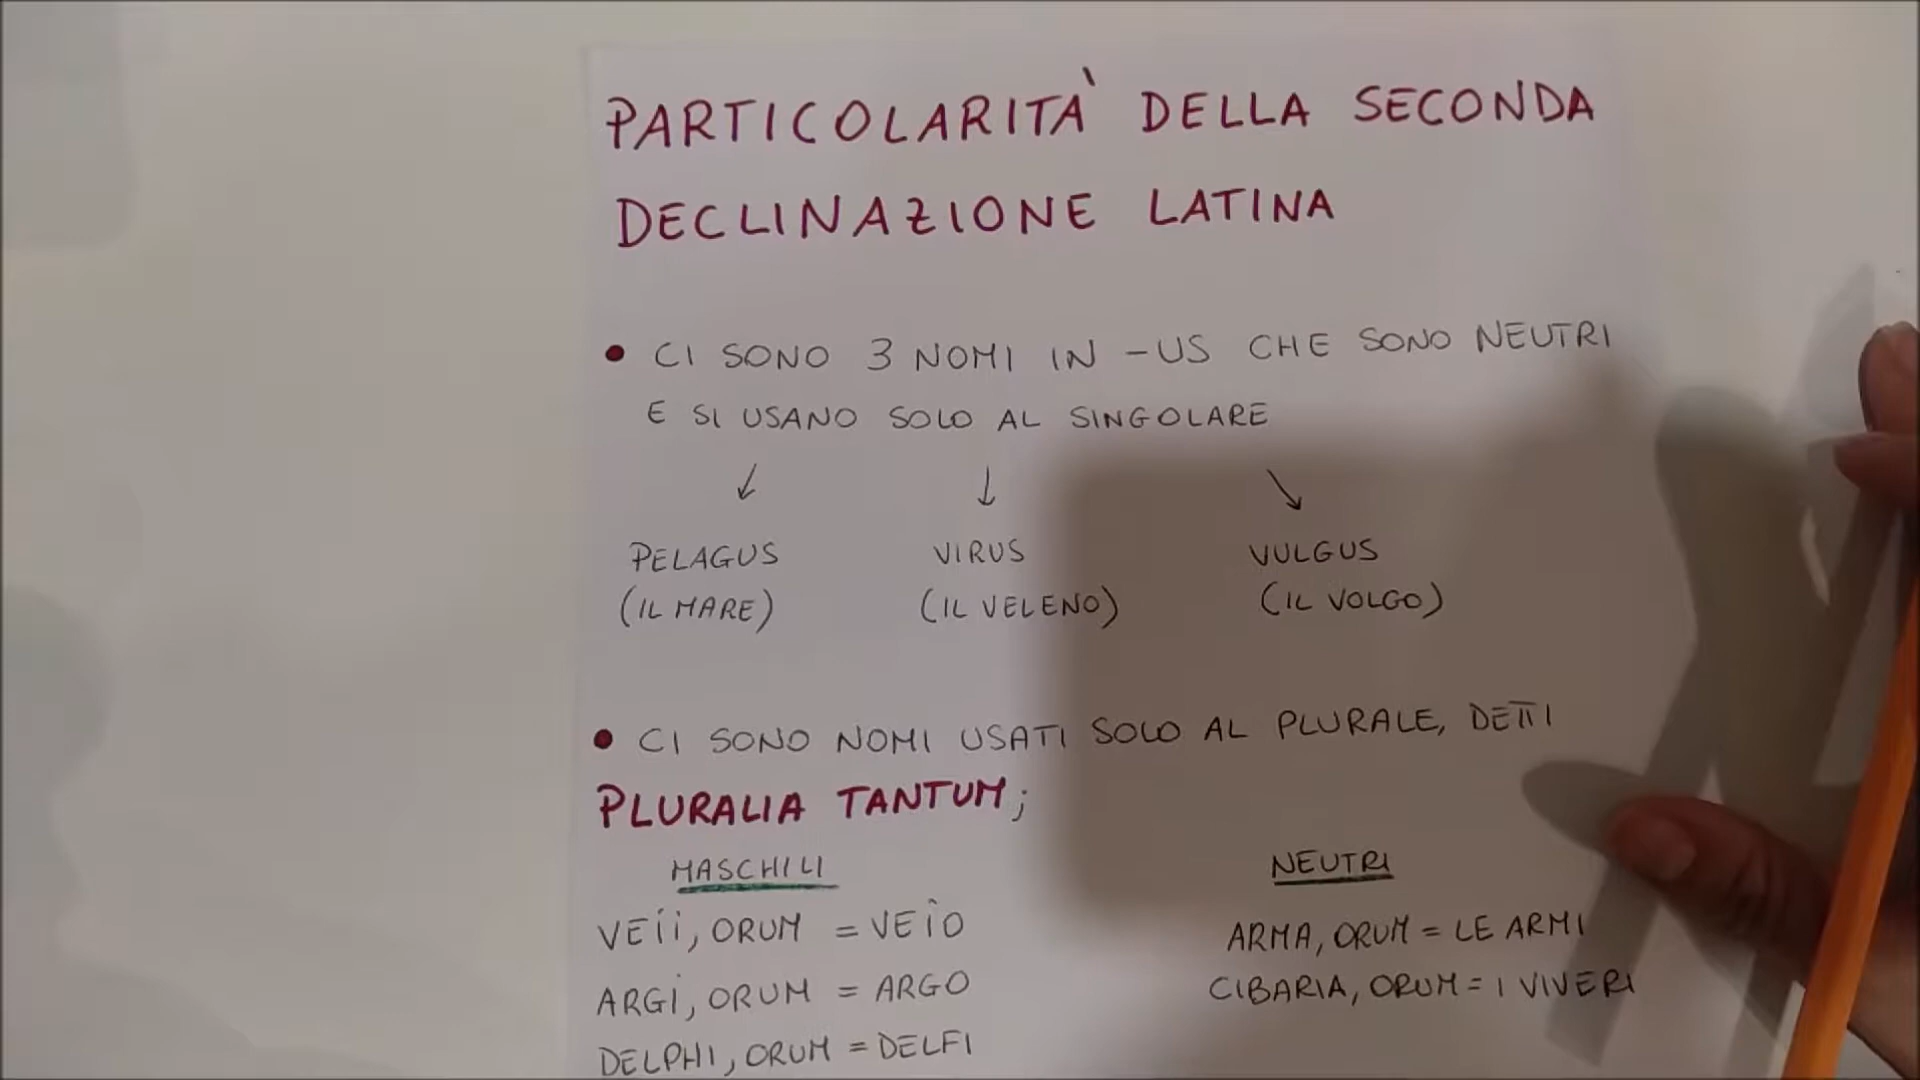 PARTICOLARITÀ DELLA SECONDA
DECLINAZIONE LATINA
• CI SONO 3 NOMI IN -US CHE SONO NEUTRI
E SI USANO SOLO AL SINGOLARE
↙ ↓ ↘
PELAGUS VIRUS VULGUS
(IL MARE) (IL VELENO) (IL VOLGO)
• CI SONO NOMI USATI SOLO AL PLURALE, DETTI
PLURALIA TANTUM;
MASCHILI NEUTRI
VEII, ORUM = VEIO ARMA, ORUM = LE ARMI
ARGI, ORUM = ARGO CIBARIA, ORUM = I VIVERI
DELPHI, ORUM = DELFI